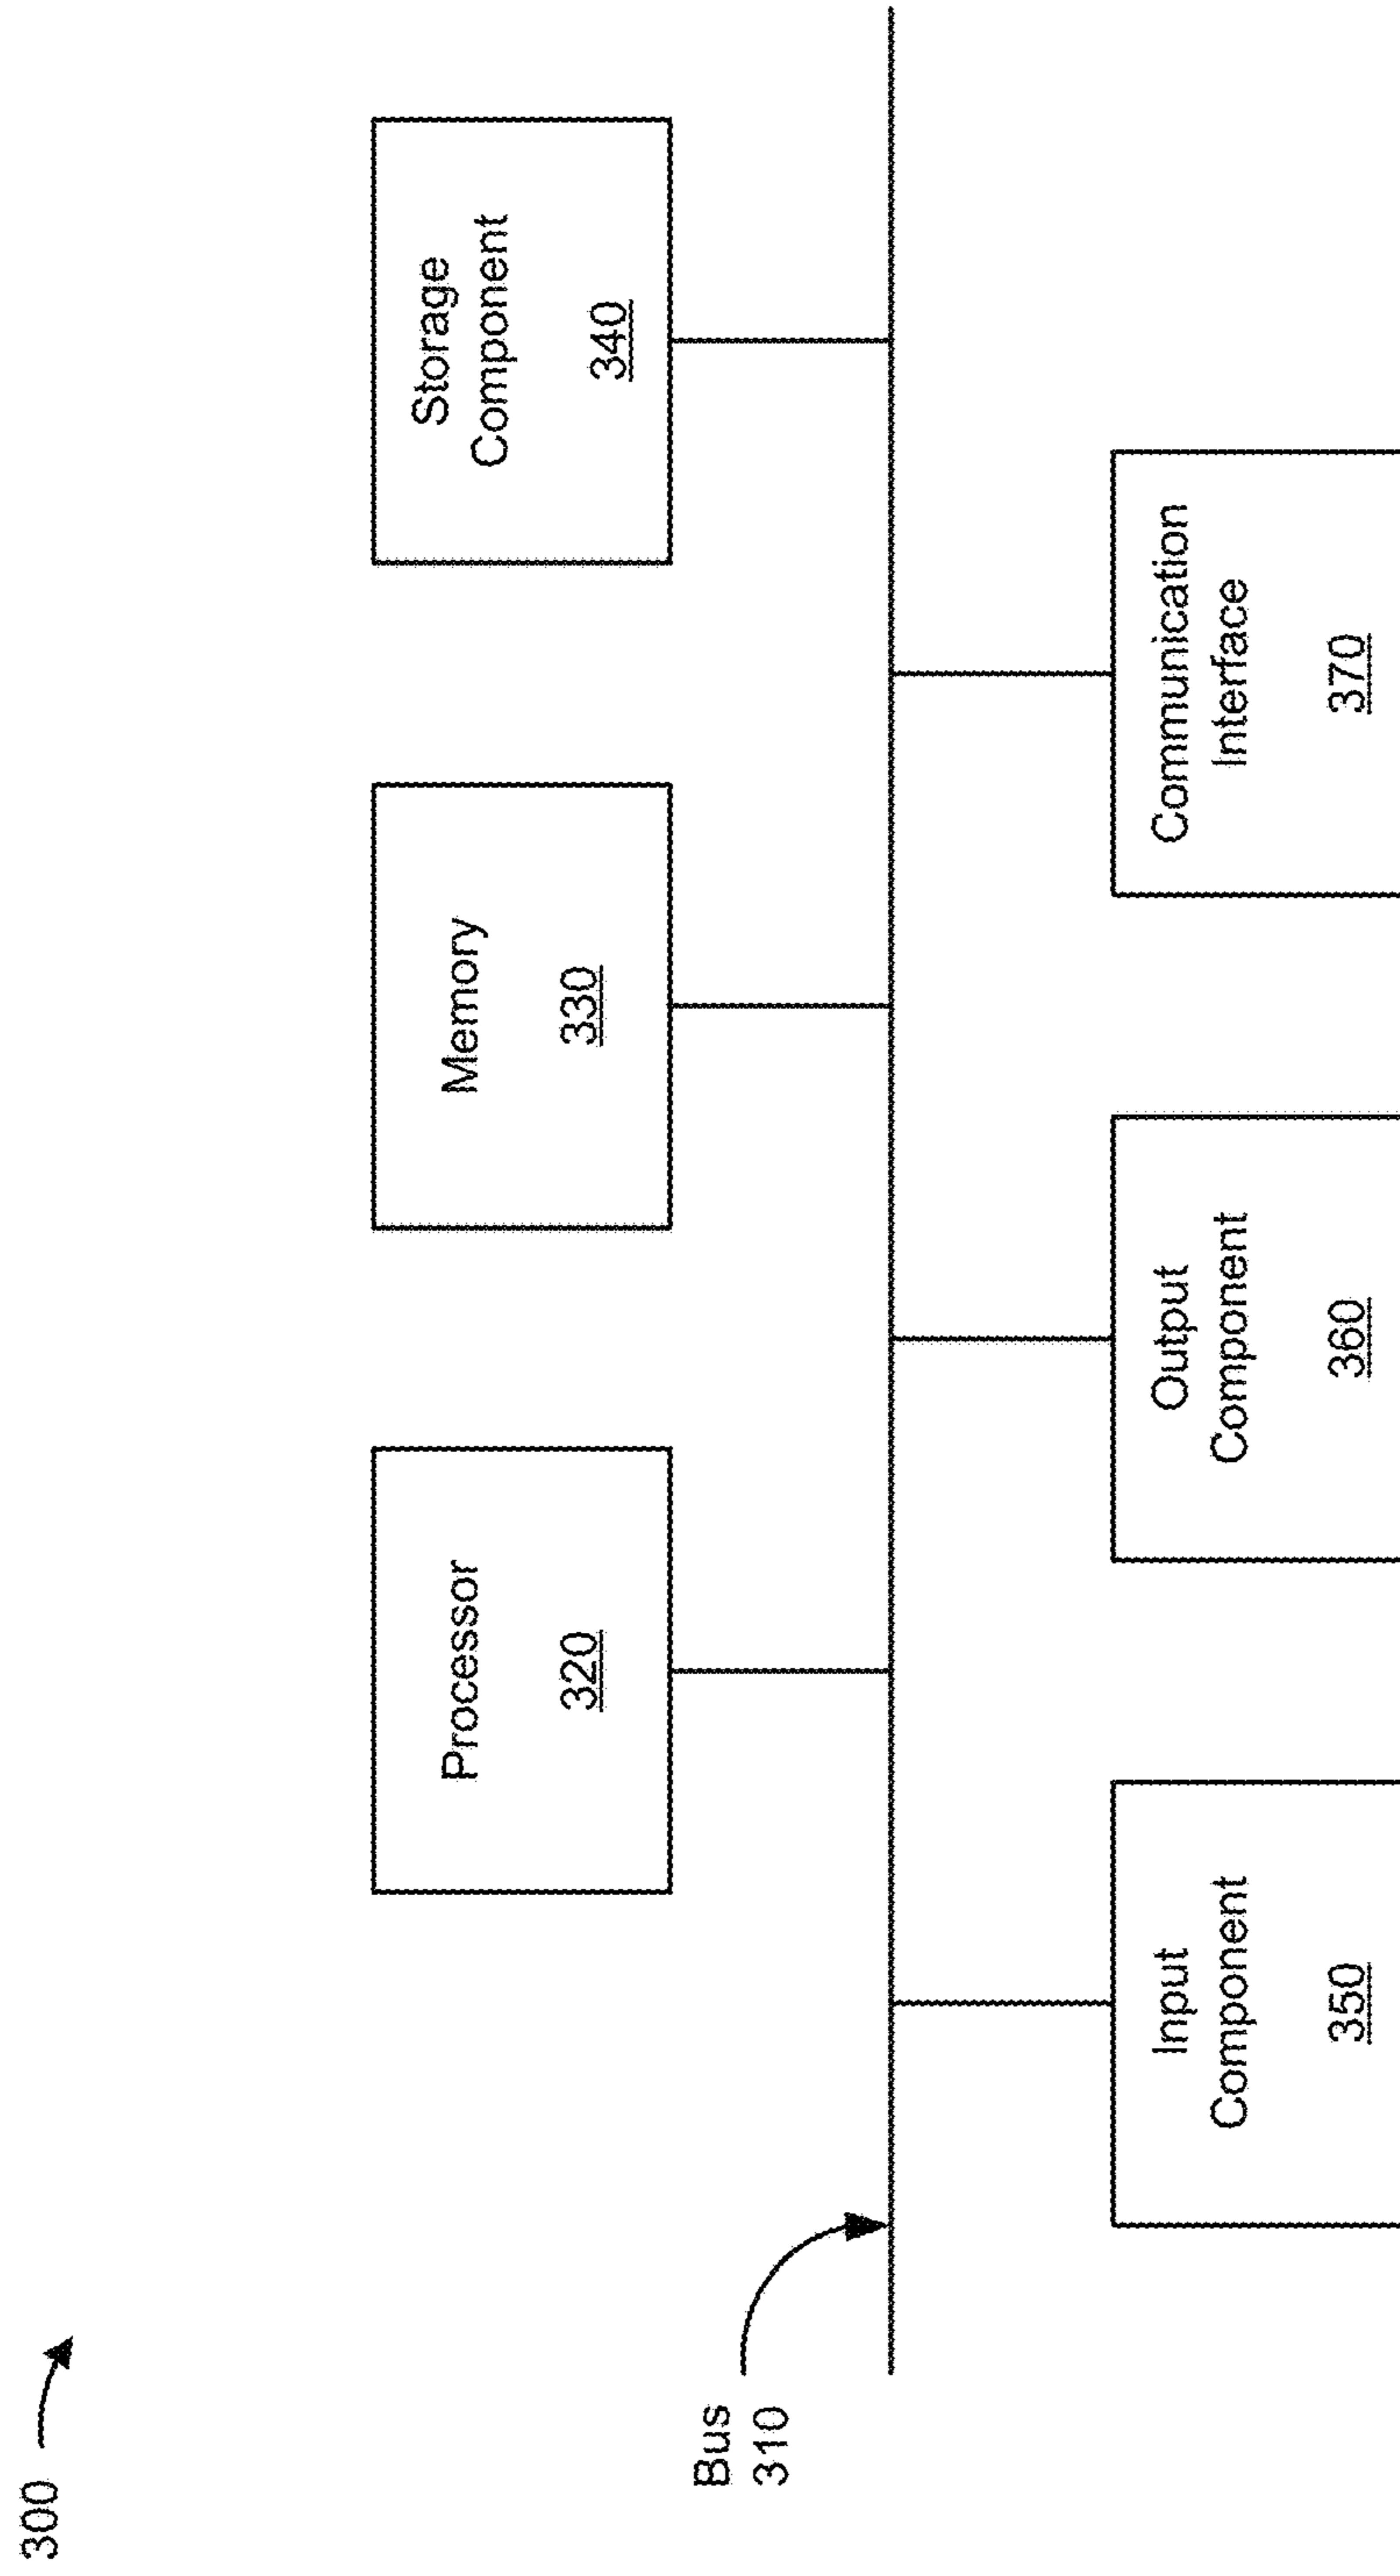 300
Bus
310
Processor
320
Memory
330
Storage
Component
340
Input
Component
350
Output
Component
360
Communication
Interface
370